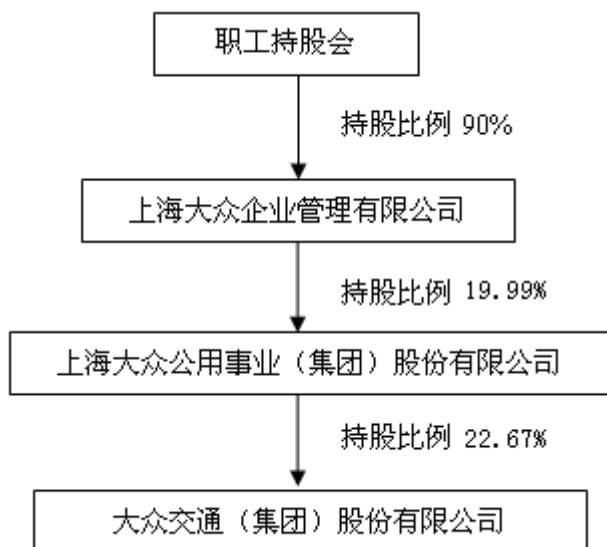 职工持股会
持股比例 90%
上海大众企业管理有限公司
持股比例 19.99%
上海大众公用事业（集团）股份有限公司
持股比例 22.67%
大众交通（集团）股份有限公司